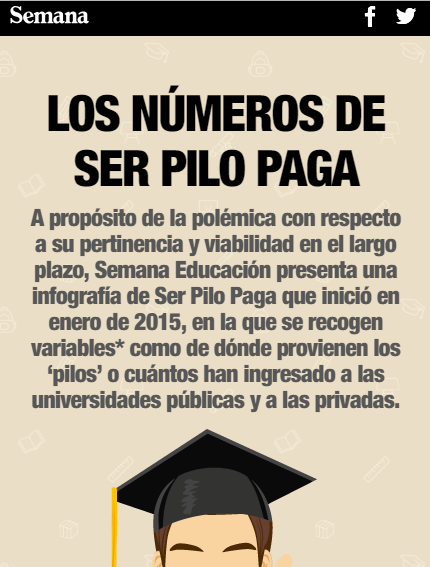 Semana
LOS NÚMEROS DE
SER PILO PAGA
A propósito de la polémica con respecto
a su pertinencia y viabilidad en el largo
plazo, Semana Educación presenta una
infografía de Ser Pilo Paga que inició en
enero de 2015, en la que se recogen
variables* como de dónde provienen los
‘pilos’ o cuántos han ingresado a las
universidades públicas y a las privadas.